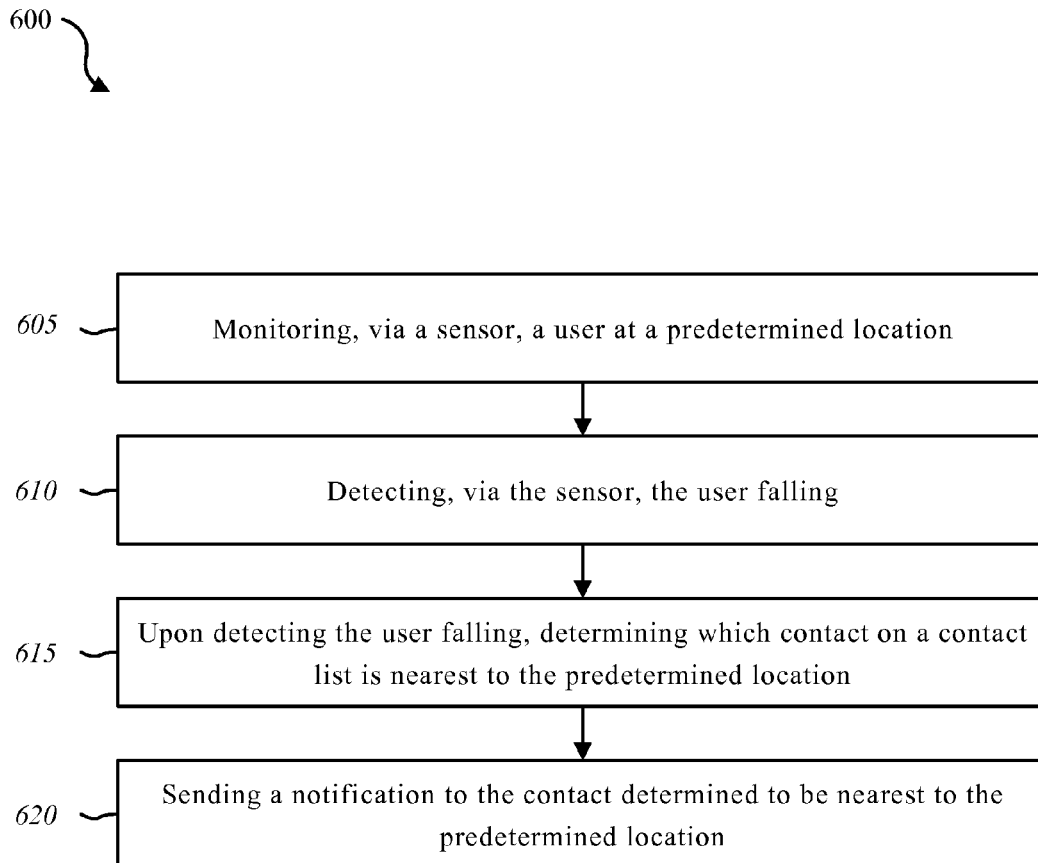 600
605
Monitoring, via a sensor, a user at a predetermined location
610
Detecting, via the sensor, the user falling
615
Upon detecting the user falling, determining which contact on a contact
list is nearest to the predetermined location
620
Sending a notification to the contact determined to be nearest to the
predetermined location